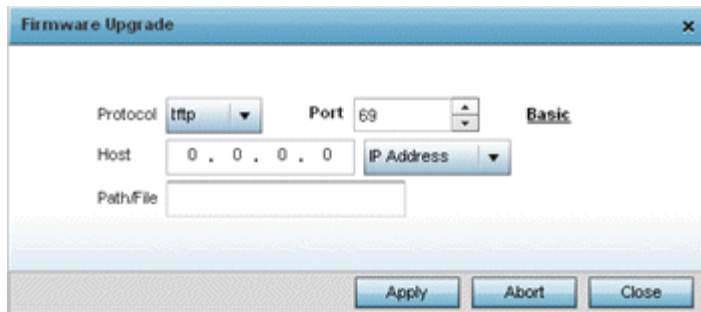 Firmware Upgrade x
Protocol tftp Port 69 Basic
Host 0 . 0 . 0 . 0 IP Address
Path/File
Apply Abort Close